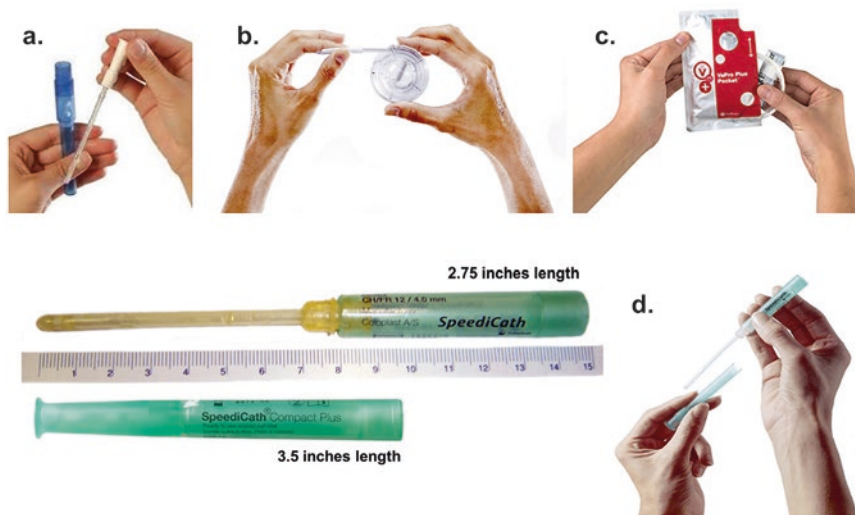 a.
b.
c.
VaPro Plus
Pocket
2.75 inches length
CH/FR 12 / 4.0 mm
Coloplast A/S
SpeediCath
1 2 3 4 5 6 7 8 9 10 11 12 13 14 15
SpeediCath® Compact Plus
3.5 inches length
d.